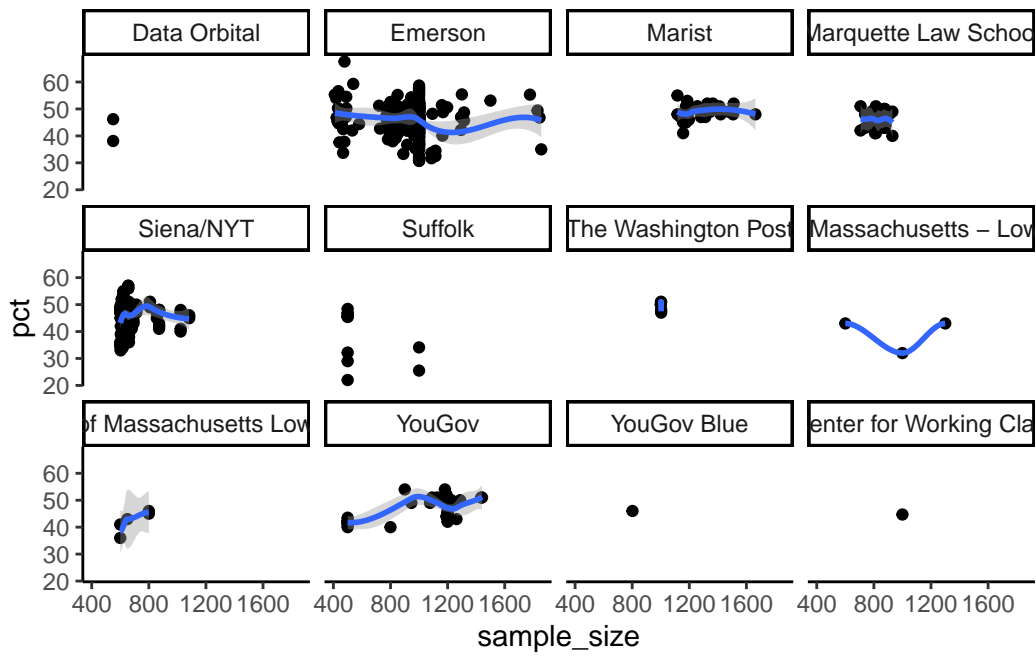 Data Orbital
Emerson
Marist
Marquette Law Schoo
60
50
40
30
20
Siena/NYT
Suffolk
The Washington Post
Massachusetts – Low
60
50
40
30
20
pct
of Massachusetts Low
YouGov
YouGov Blue
enter for Working Cla
60
50
40
30
20
400 800 1200 1600
400 800 1200 1600
400 800 1200 1600
400 800 1200 1600
sample_size